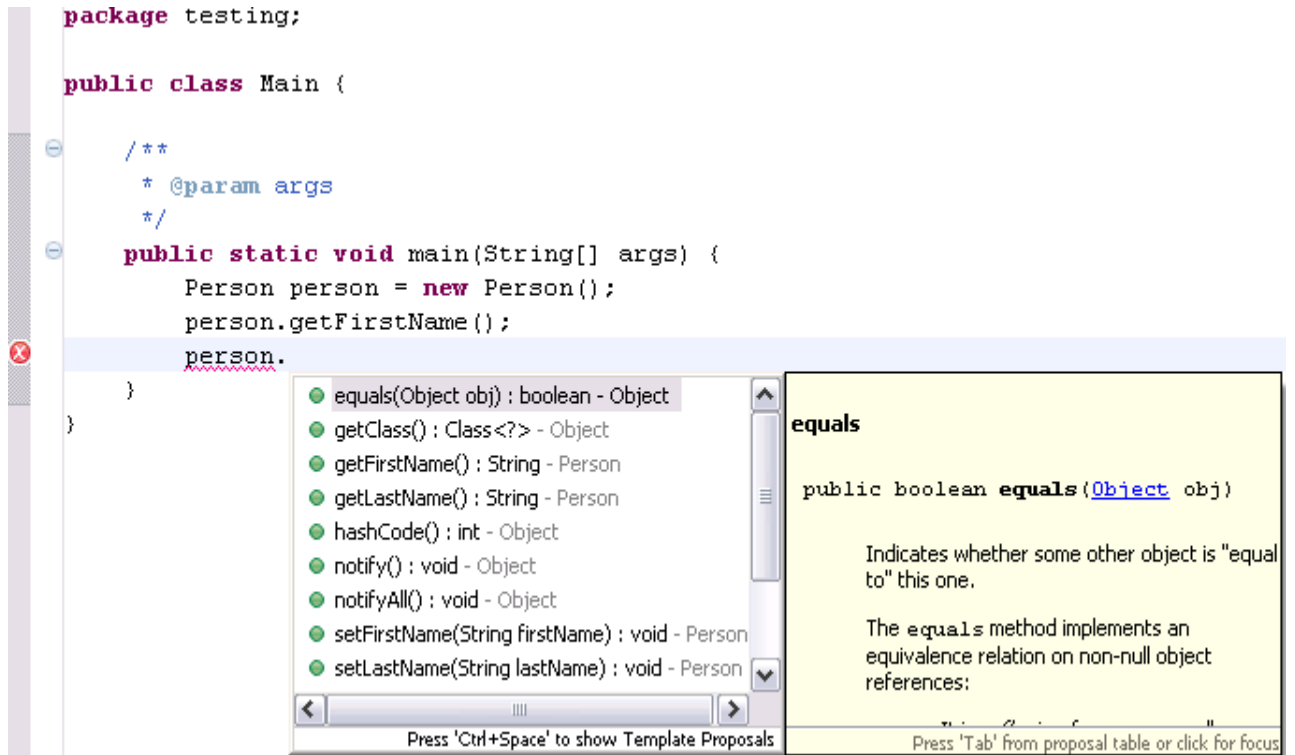 package testing;
public class Main {
/**
* @param args
*/
public static void main(String[] args) {
Person person = new Person();
person.getFirstName();
person.
}
}
equals(Object obj) : boolean - Object
getClass() : Class<?> - Object
getFirstName() : String - Person
getLastName() : String - Person
hashCode() : int - Object
notify() : void - Object
notifyAll() : void - Object
setFirstName(String firstName) : void - Person
setLastName(String lastName) : void - Person
Press 'Ctrl+Space' to show Template Proposals
equals
public boolean equals(Object obj)
Indicates whether some other object is "equal
to" this one.
The equals method implements an
equivalence relation on non-null object
references:
Press 'Tab' from proposal table or click for focus